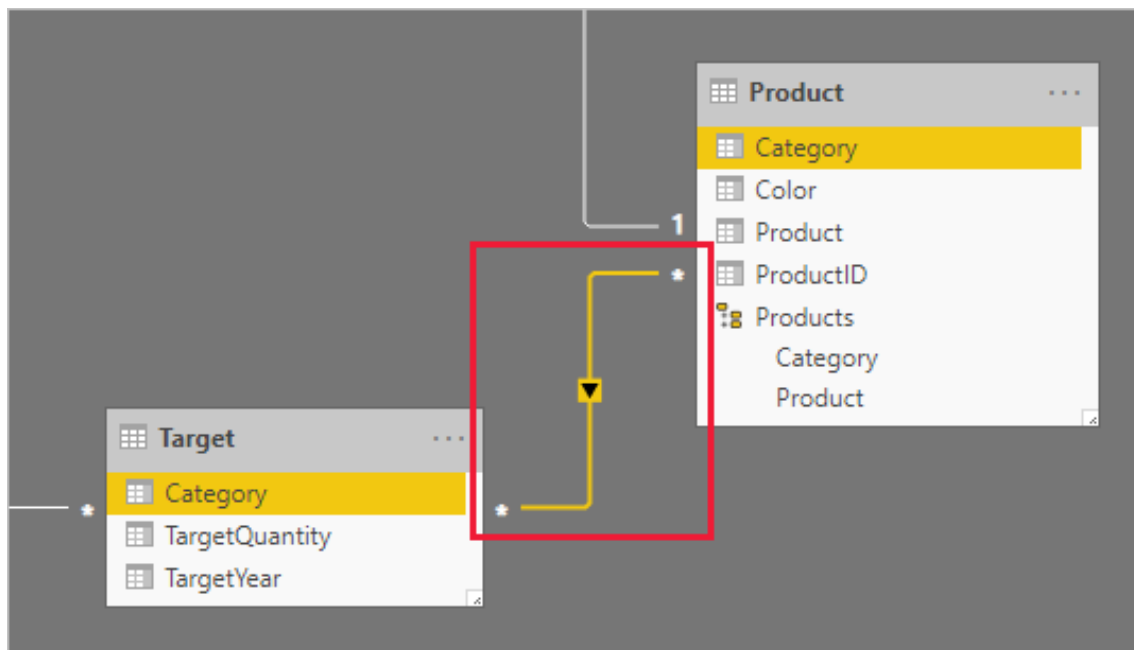 Product
Category
Color
1
Product
* ProductID
Products
Category
Product
Target
* Category *
TargetQuantity
TargetYear